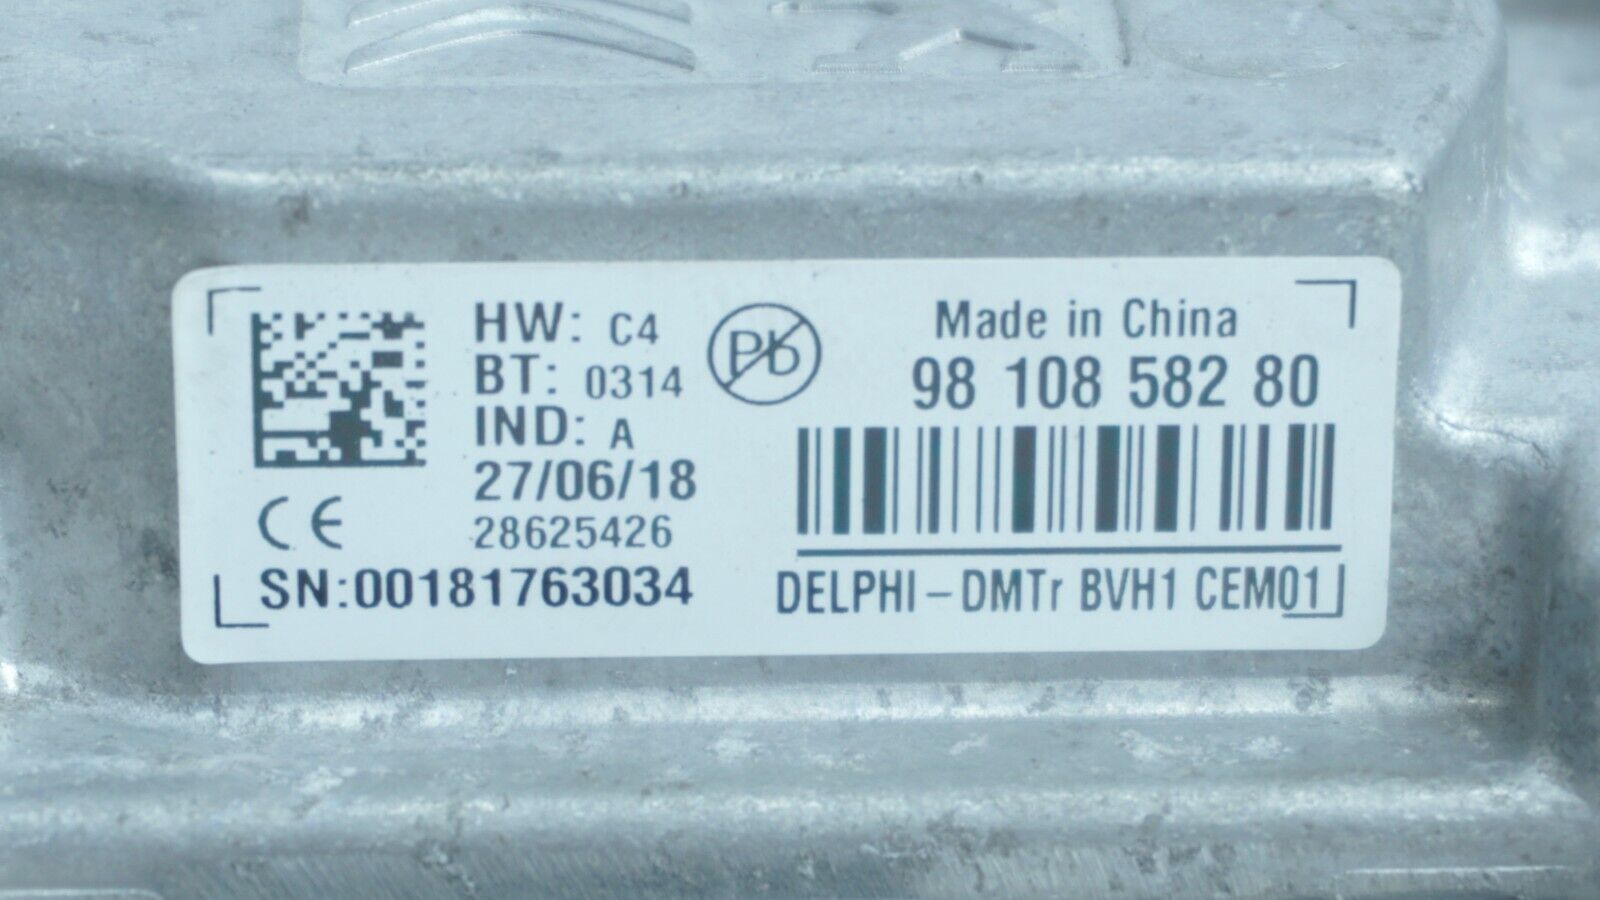 HW: C4
BT: 0314
IND: A
27/06/18
28625426
SN:00181763034
Pb
CE
Made in China
98 108 582 80
DELPHI-DMTr BVH1 CEM01